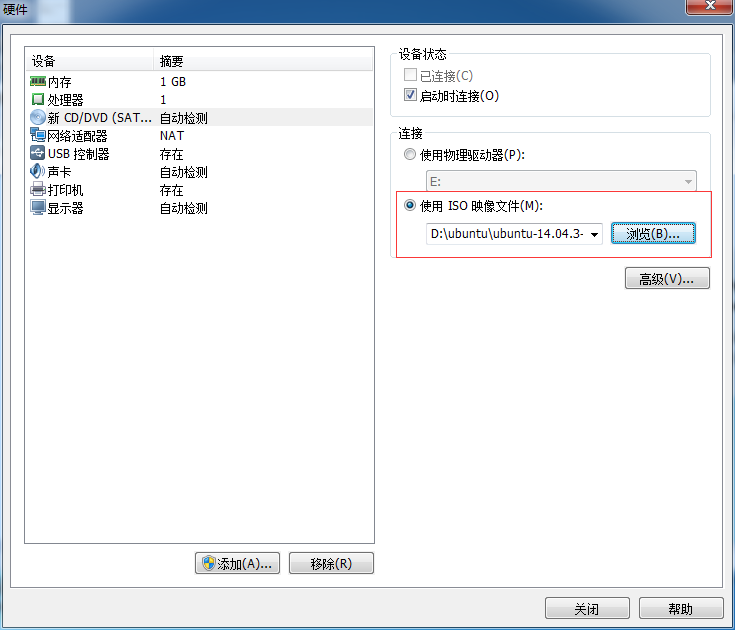 硬件
设备 摘要
内存 1 GB
处理器 1
新 CD/DVD (SAT... 自动检测
网络适配器 NAT
USB 控制器 存在
声卡 自动检测
打印机 存在
显示器 自动检测
添加(A)...
移除(R)
设备状态
已连接(C)
启动时连接(O)
连接
使用物理驱动器(P):
E:
使用 ISO 映像文件(M):
D:\ubuntu\ubuntu-14.04.3-
浏览(B)...
高级(V)...
关闭
帮助